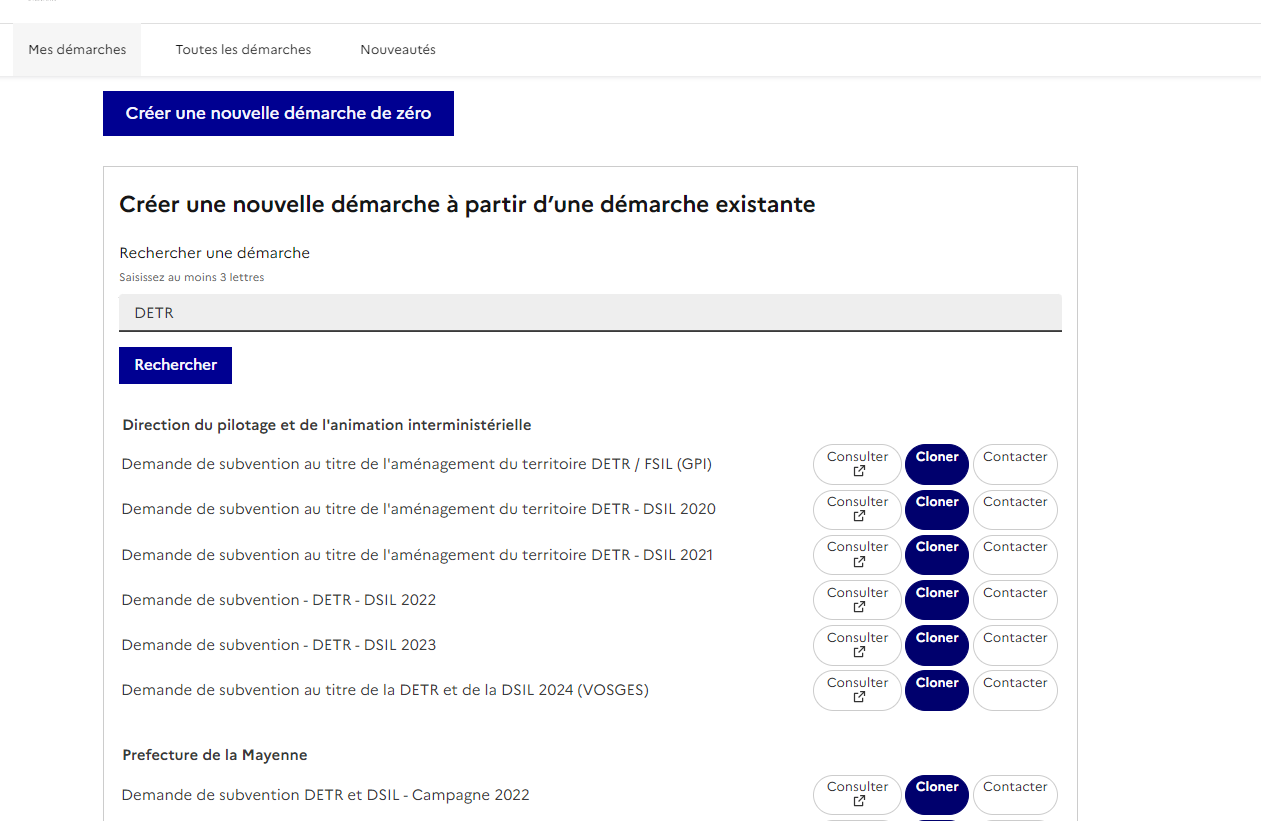 Mes démarches Toutes les démarches Nouveautés
Créer une nouvelle démarche de zéro
Créer une nouvelle démarche à partir d’une démarche existante
Rechercher une démarche
Saisissez au moins 3 lettres
DETR
Rechercher
Direction du pilotage et de l'animation interministérielle
Demande de subvention au titre de l'aménagement du territoire DETR / FSIL (GPI) Consulter Cloner Contacter
Demande de subvention au titre de l'aménagement du territoire DETR - DSIL 2020 Consulter Cloner Contacter
Demande de subvention au titre de l'aménagement du territoire DETR - DSIL 2021 Consulter Cloner Contacter
Demande de subvention - DETR - DSIL 2022 Consulter Cloner Contacter
Demande de subvention - DETR - DSIL 2023 Consulter Cloner Contacter
Demande de subvention au titre de la DETR et de la DSIL 2024 (VOSGES) Consulter Cloner Contacter
Prefecture de la Mayenne
Demande de subvention DETR et DSIL - Campagne 2022 Consulter Cloner Contacter